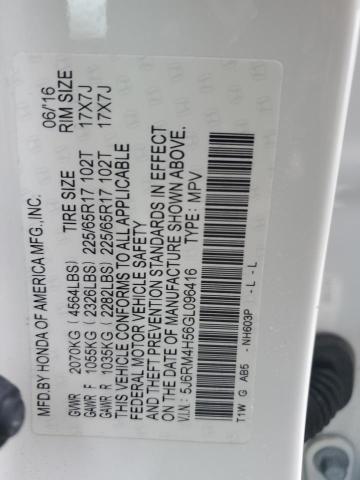 MFD.BY HONDA OF AMERICA MFG.,INC. 06/'16
TIRE SIZE RIM SIZE
GVWR 2070KG (4564LBS)
GAWR F 1055KG (2326LBS) 225/65R17 102T 17X7J
GAWR R 1035KG (2282LBS) 225/65R17 102T 17X7J
THIS VEHICLE CONFORMS TO ALL APPLICABLE
FEDERAL MOTOR VEHICLE SAFETY
AND THEFT PREVENTION STANDARDS IN EFFECT
ON THE DATE OF MANUFACTURE SHOWN ABOVE.
V.I.N.: 5J6RM4H56GL096416 TYPE: MPV
T1W G AB5 - NH603P - L - L